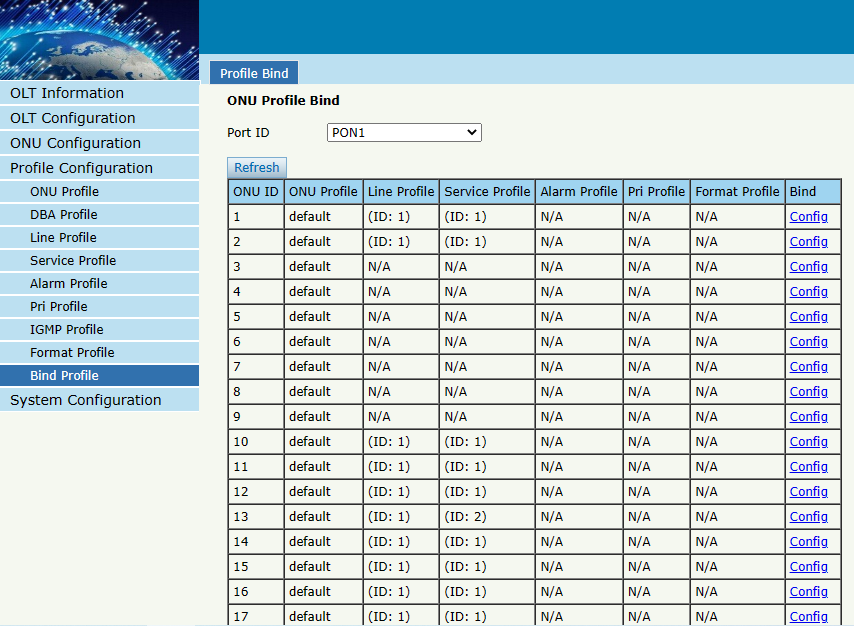 Profile Bind
OLT Information
OLT Configuration
ONU Configuration
Profile Configuration
ONU Profile
DBA Profile
Line Profile
Service Profile
Alarm Profile
Pri Profile
IGMP Profile
Format Profile
Bind Profile
System Configuration
ONU Profile Bind
Port ID PON1
Refresh
ONU ID ONU Profile Line Profile Service Profile Alarm Profile Pri Profile Format Profile Bind
1 default (ID: 1) (ID: 1) N/A N/A N/A Config
2 default (ID: 1) (ID: 1) N/A N/A N/A Config
3 default N/A N/A N/A N/A N/A Config
4 default N/A N/A N/A N/A N/A Config
5 default N/A N/A N/A N/A N/A Config
6 default N/A N/A N/A N/A N/A Config
7 default N/A N/A N/A N/A N/A Config
8 default N/A N/A N/A N/A N/A Config
9 default N/A N/A N/A N/A N/A Config
10 default (ID: 1) (ID: 1) N/A N/A N/A Config
11 default (ID: 1) (ID: 1) N/A N/A N/A Config
12 default (ID: 1) (ID: 1) N/A N/A N/A Config
13 default (ID: 1) (ID: 2) N/A N/A N/A Config
14 default (ID: 1) (ID: 1) N/A N/A N/A Config
15 default (ID: 1) (ID: 1) N/A N/A N/A Config
16 default (ID: 1) (ID: 1) N/A N/A N/A Config
17 default (ID: 1) (ID: 1) N/A N/A N/A Config